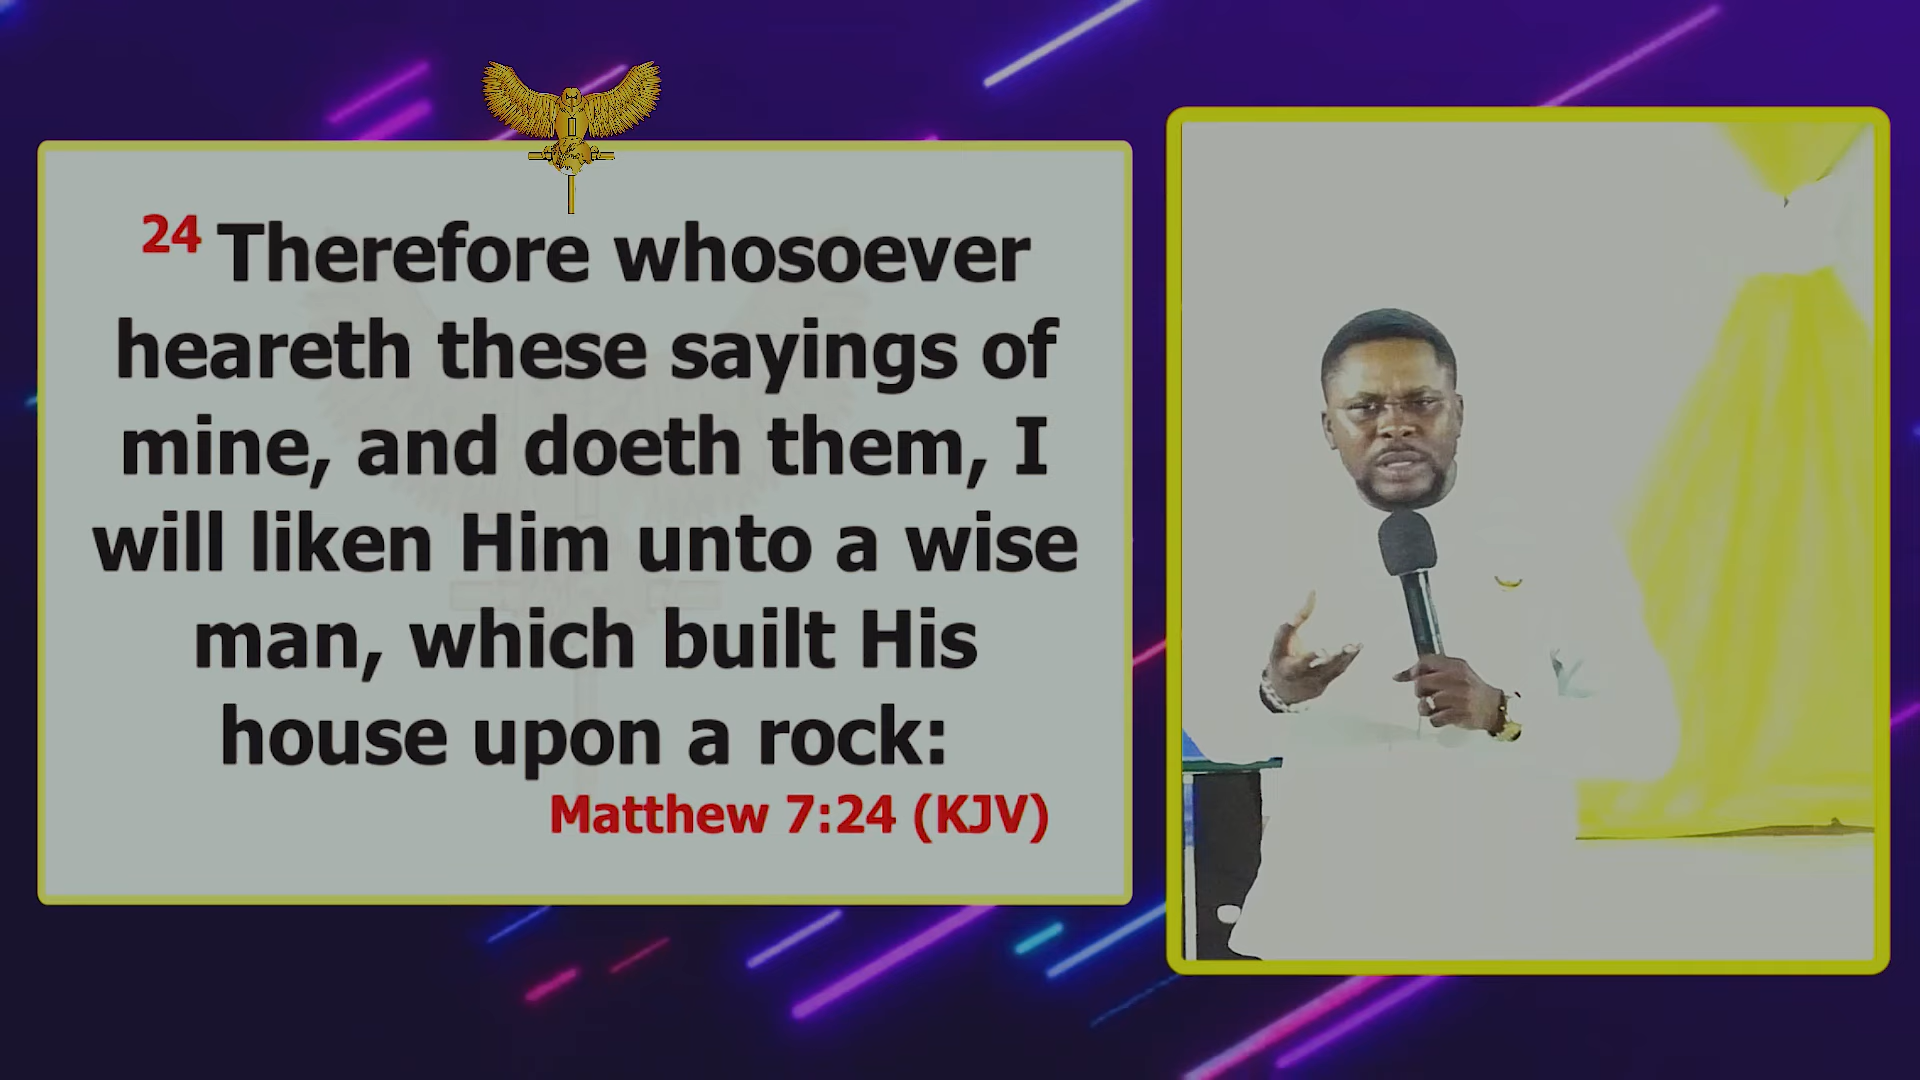 24 Therefore whosoever
heareth these sayings of
mine, and doeth them, I
will liken Him unto a wise
man, which built His
house upon a rock:
Matthew 7:24 (KJV)